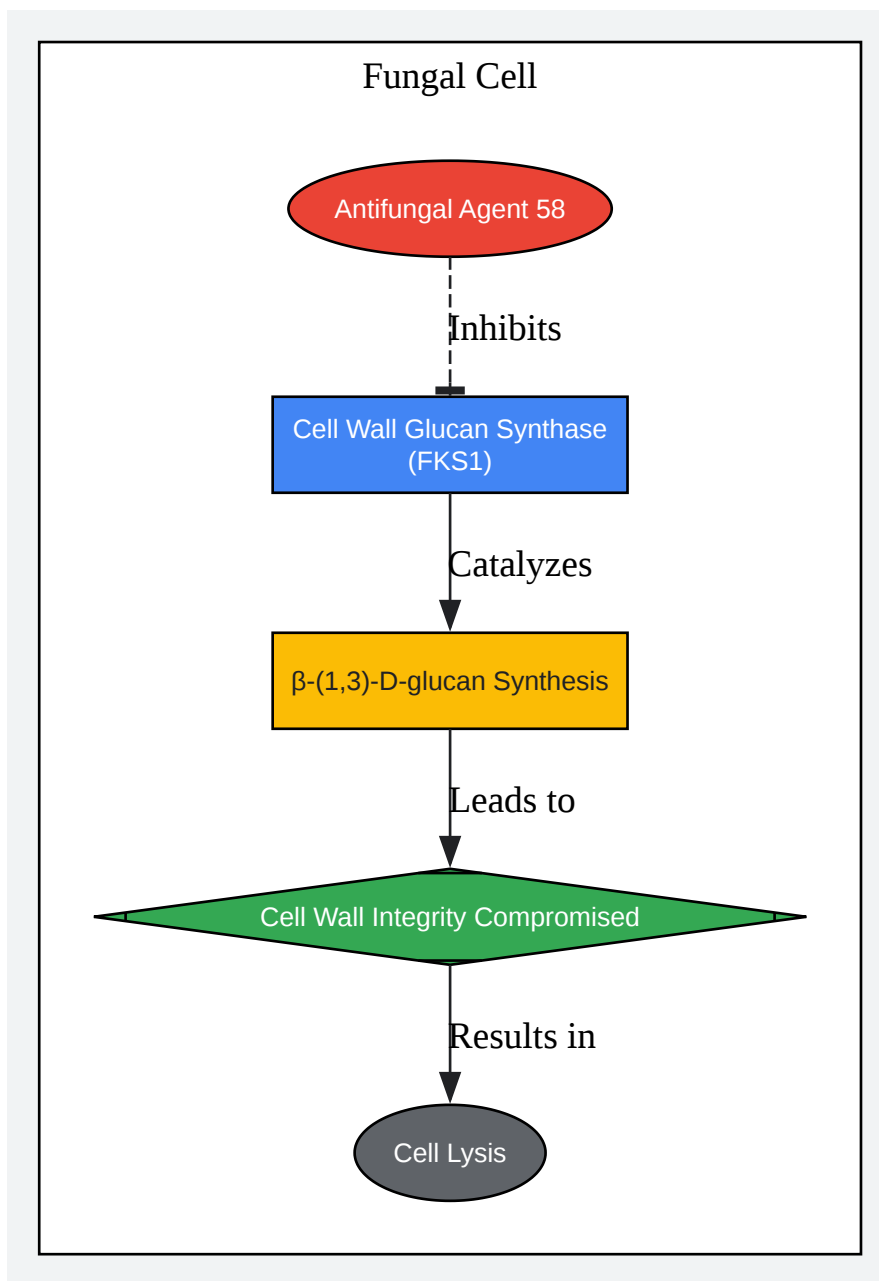 Fungal Cell
Antifungal Agent 58
Inhibits
Cell Wall Glucan Synthase
(FKS1)
Catalyzes
β-(1,3)-D-glucan Synthesis
Leads to
Cell Wall Integrity Compromised
Results in
Cell Lysis